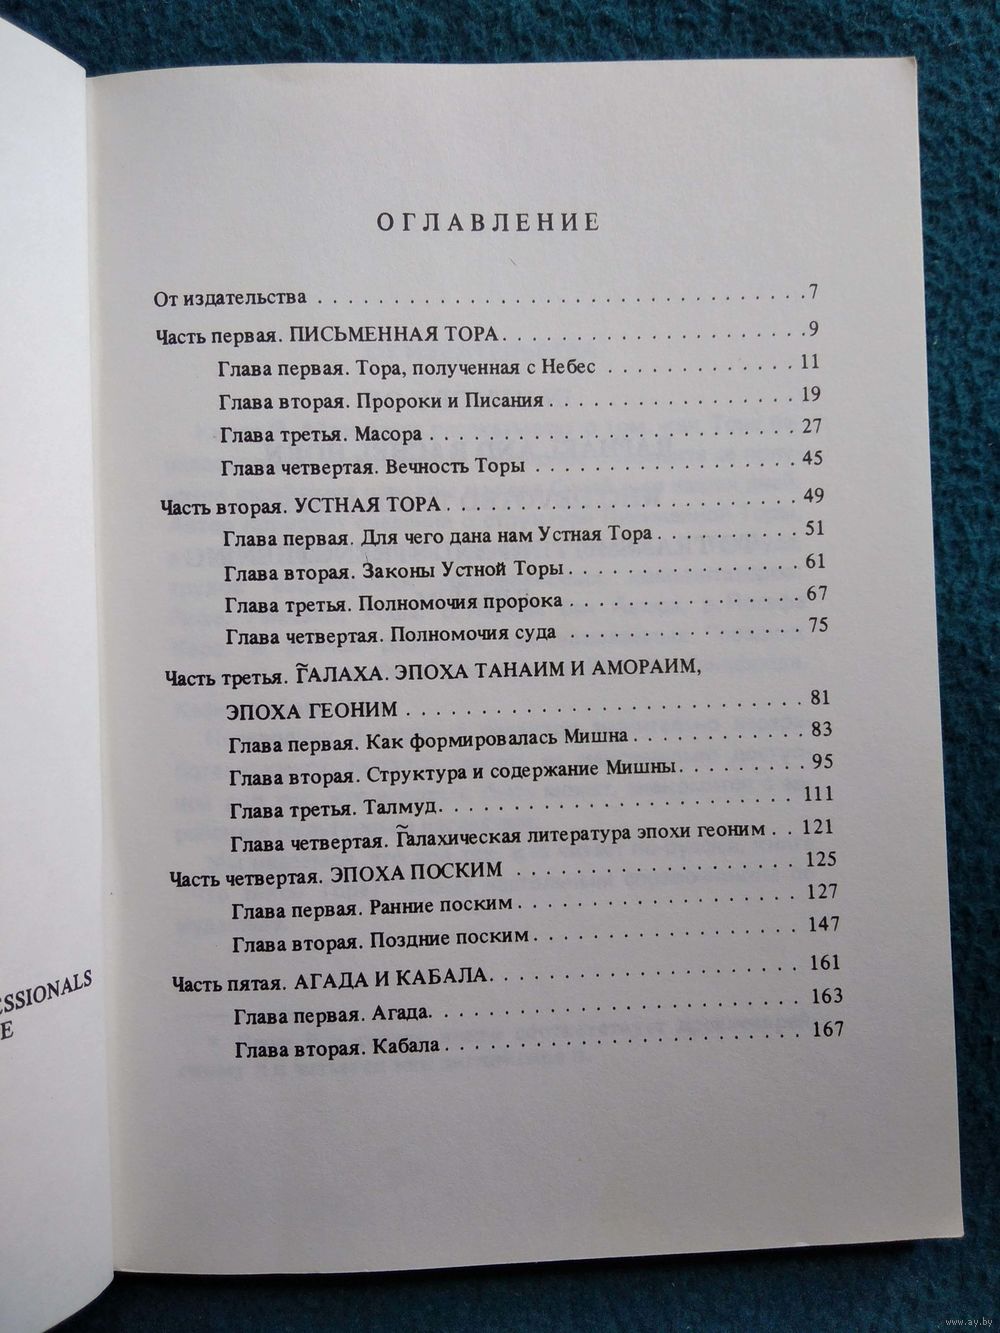 ОГЛАВЛЕНИЕ
От издательства . . . . . . . . . . . . . . . . . . . . . . . . . . . . . . . . 7
Часть первая. ПИСЬМЕННАЯ ТОРА. . . . . . . . . . . . . . . . . . . . 9
Глава первая. Тора, полученная с Небес . . . . . . . . . . . . . 11
Глава вторая. Пророки и Писания . . . . . . . . . . . . . . . . . 19
Глава третья. Масора . . . . . . . . . . . . . . . . . . . . . . . . . 27
Глава четвертая. Вечность Торы . . . . . . . . . . . . . . . . . . 45
Часть вторая. УСТНАЯ ТОРА . . . . . . . . . . . . . . . . . . . . . . . 49
Глава первая. Для чего дана нам Устная Тора . . . . . . . . . . 51
Глава вторая. Законы Устной Торы. . . . . . . . . . . . . . . . 61
Глава третья. Полномочия пророка . . . . . . . . . . . . . . . . 67
Глава четвертая. Полномочия суда . . . . . . . . . . . . . . . . 75
Часть третья. Г̃АЛАХА. ЭПОХА ТАНАИМ И АМОРАИМ,
ЭПОХА ГЕОНИМ . . . . . . . . . . . . . . . . . . . . . . . . . . 81
Глава первая. Как формировалась Мишна . . . . . . . . . . . . 83
Глава вторая. Структура и содержание Мишны. . . . . . . . . 95
Глава третья. Талмуд. . . . . . . . . . . . . . . . . . . . . . . . 111
Глава четвертая. Г̃алахическая литература эпохи геоним . . 121
Часть четвертая. ЭПОХА ПОСКИМ . . . . . . . . . . . . . . . . . . . 125
Глава первая. Ранние поским . . . . . . . . . . . . . . . . . . . 127
Глава вторая. Поздние поским . . . . . . . . . . . . . . . . . . 147
Часть пятая. АГАДА И КАБАЛА. . . . . . . . . . . . . . . . . . . . . 161
Глава первая. Агада. . . . . . . . . . . . . . . . . . . . . . . . . 163
Глава вторая. Кабала . . . . . . . . . . . . . . . . . . . . . . . . 167
ESSIONALS
E
www.ay.by